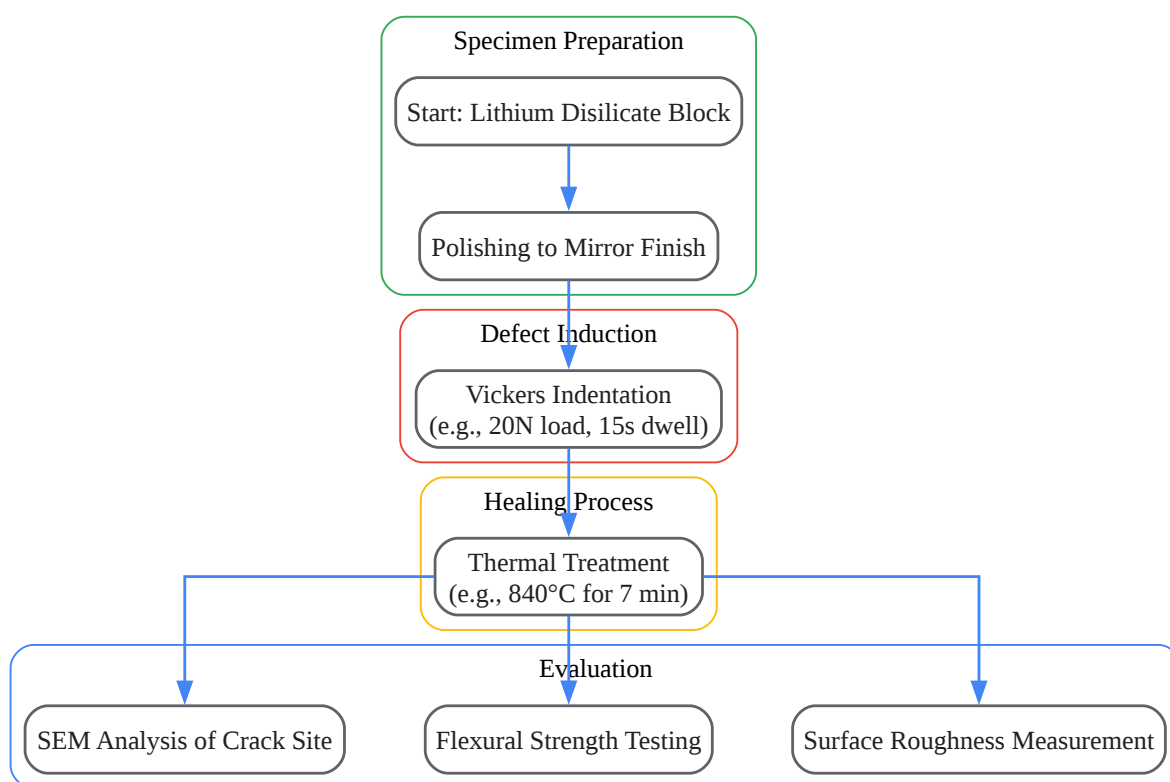 Specimen Preparation
Start: Lithium Disilicate Block
Polishing to Mirror Finish
Defect Induction
Vickers Indentation
(e.g., 20N load, 15s dwell)
Healing Process
Thermal Treatment
(e.g., 840°C for 7 min)
Evaluation
SEM Analysis of Crack Site
Flexural Strength Testing
Surface Roughness Measurement